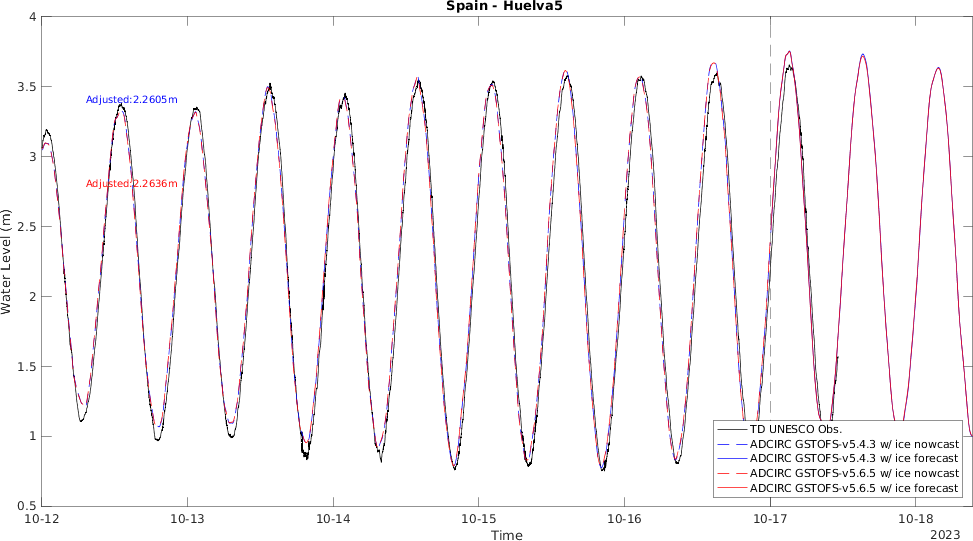 Spain - Huelva5
4
3.5
3
2.5
2
1.5
1
0.5
Water Level (m)
Adjusted:2.2605m
Adjusted:2.2636m
TD UNESCO Obs.
ADCIRC GSTOFS-v5.4.3 w/ ice nowcast
ADCIRC GSTOFS-v5.4.3 w/ ice forecast
ADCIRC GSTOFS-v5.6.5 w/ ice nowcast
ADCIRC GSTOFS-v5.6.5 w/ ice forecast
10-12 10-13 10-14 10-15 10-16 10-17 10-18
Time
2023